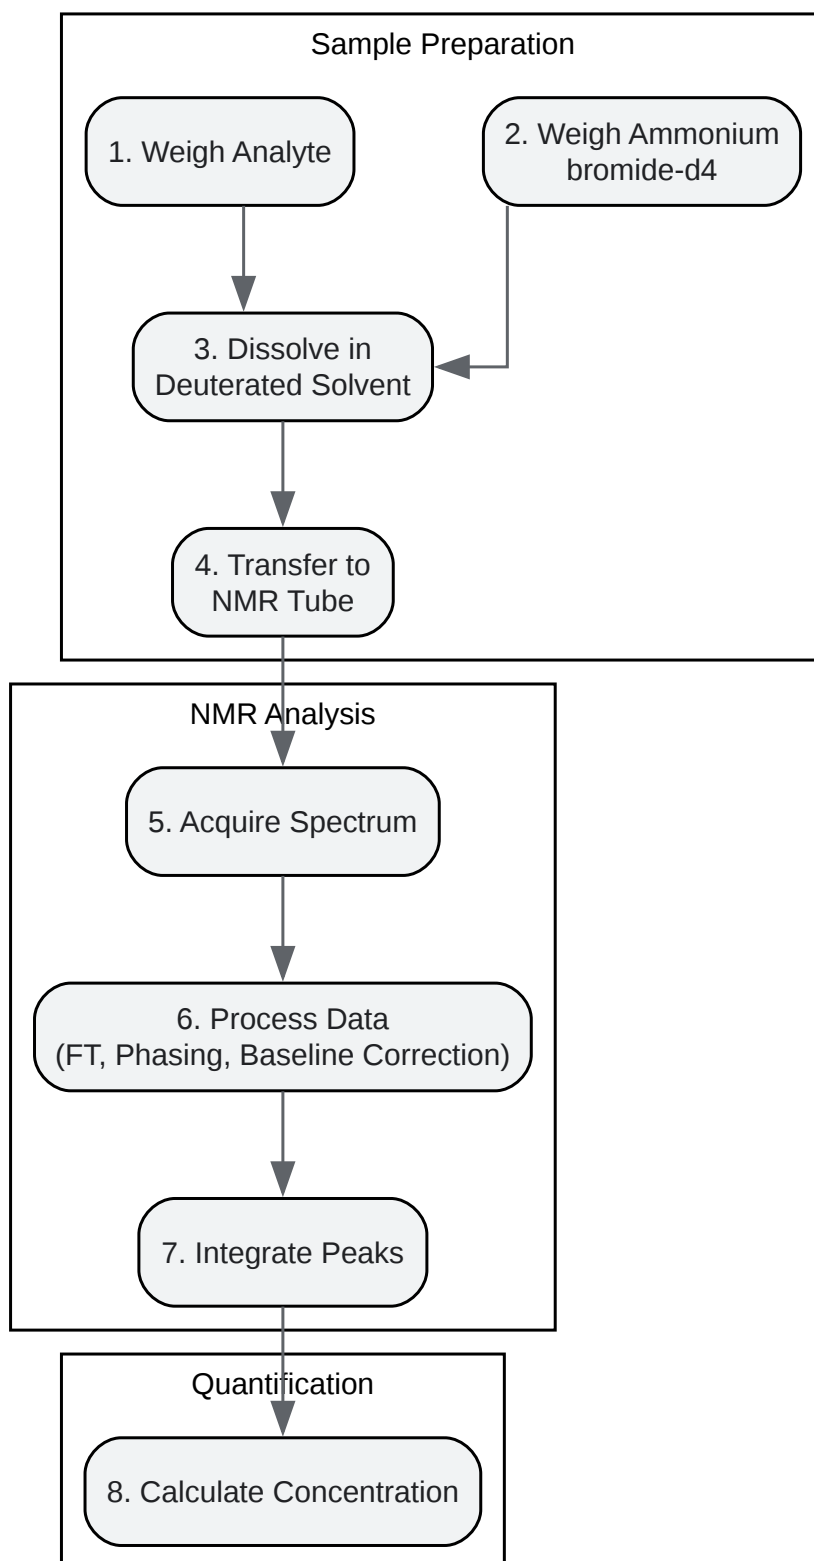 Sample Preparation
1. Weigh Analyte
2. Weigh Ammonium
bromide-d4
3. Dissolve in
Deuterated Solvent
4. Transfer to
NMR Tube
NMR Analysis
5. Acquire Spectrum
6. Process Data
(FT, Phasing, Baseline Correction)
7. Integrate Peaks
Quantification
8. Calculate Concentration